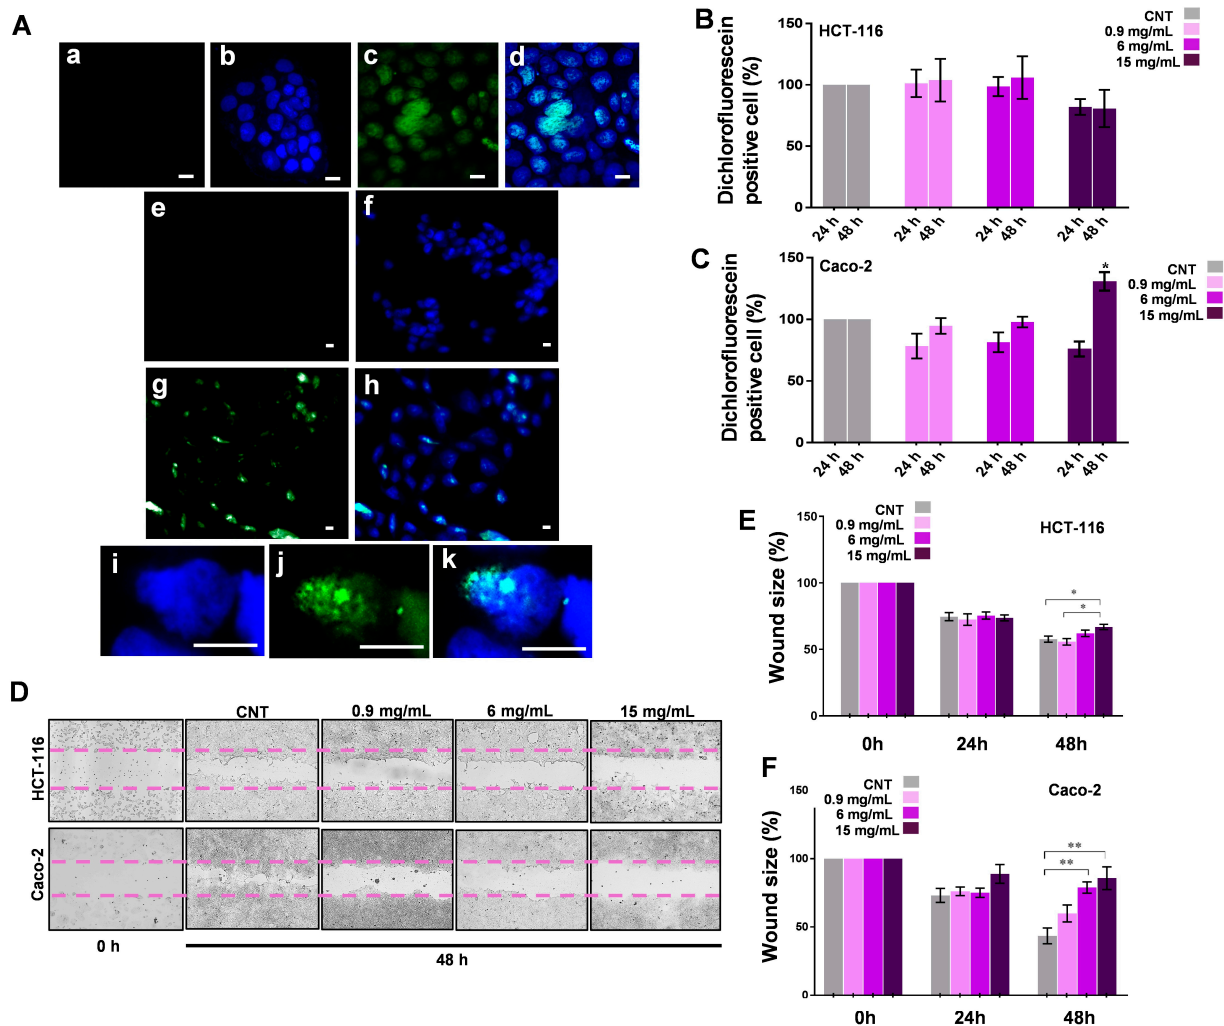 A
a
b
c
d
e
f
g
h
i
j
k
B
HCT-116
CNT
0.9 mg/mL
6 mg/mL
15 mg/mL
Dichlorofluorescein
positive cell (%)
150
100
50
0
24 h
48 h
24 h
48 h
24 h
48 h
24 h
48 h
C
Caco-2
CNT
0.9 mg/mL
6 mg/mL
15 mg/mL
Dichlorofluorescein
positive cell (%)
150
100
50
0
*
24 h
48 h
24 h
48 h
24 h
48 h
24 h
48 h
D
CNT
0.9 mg/mL
6 mg/mL
15 mg/mL
HCT-116
Caco-2
0 h
48 h
E
CNT
0.9 mg/mL
6 mg/mL
15 mg/mL
HCT-116
Wound size (%)
150
100
50
0
*
*
0h
24h
48h
F
CNT
0.9 mg/mL
6 mg/mL
15 mg/mL
Caco-2
Wound size (%)
150
100
50
0
**
**
0h
24h
48h